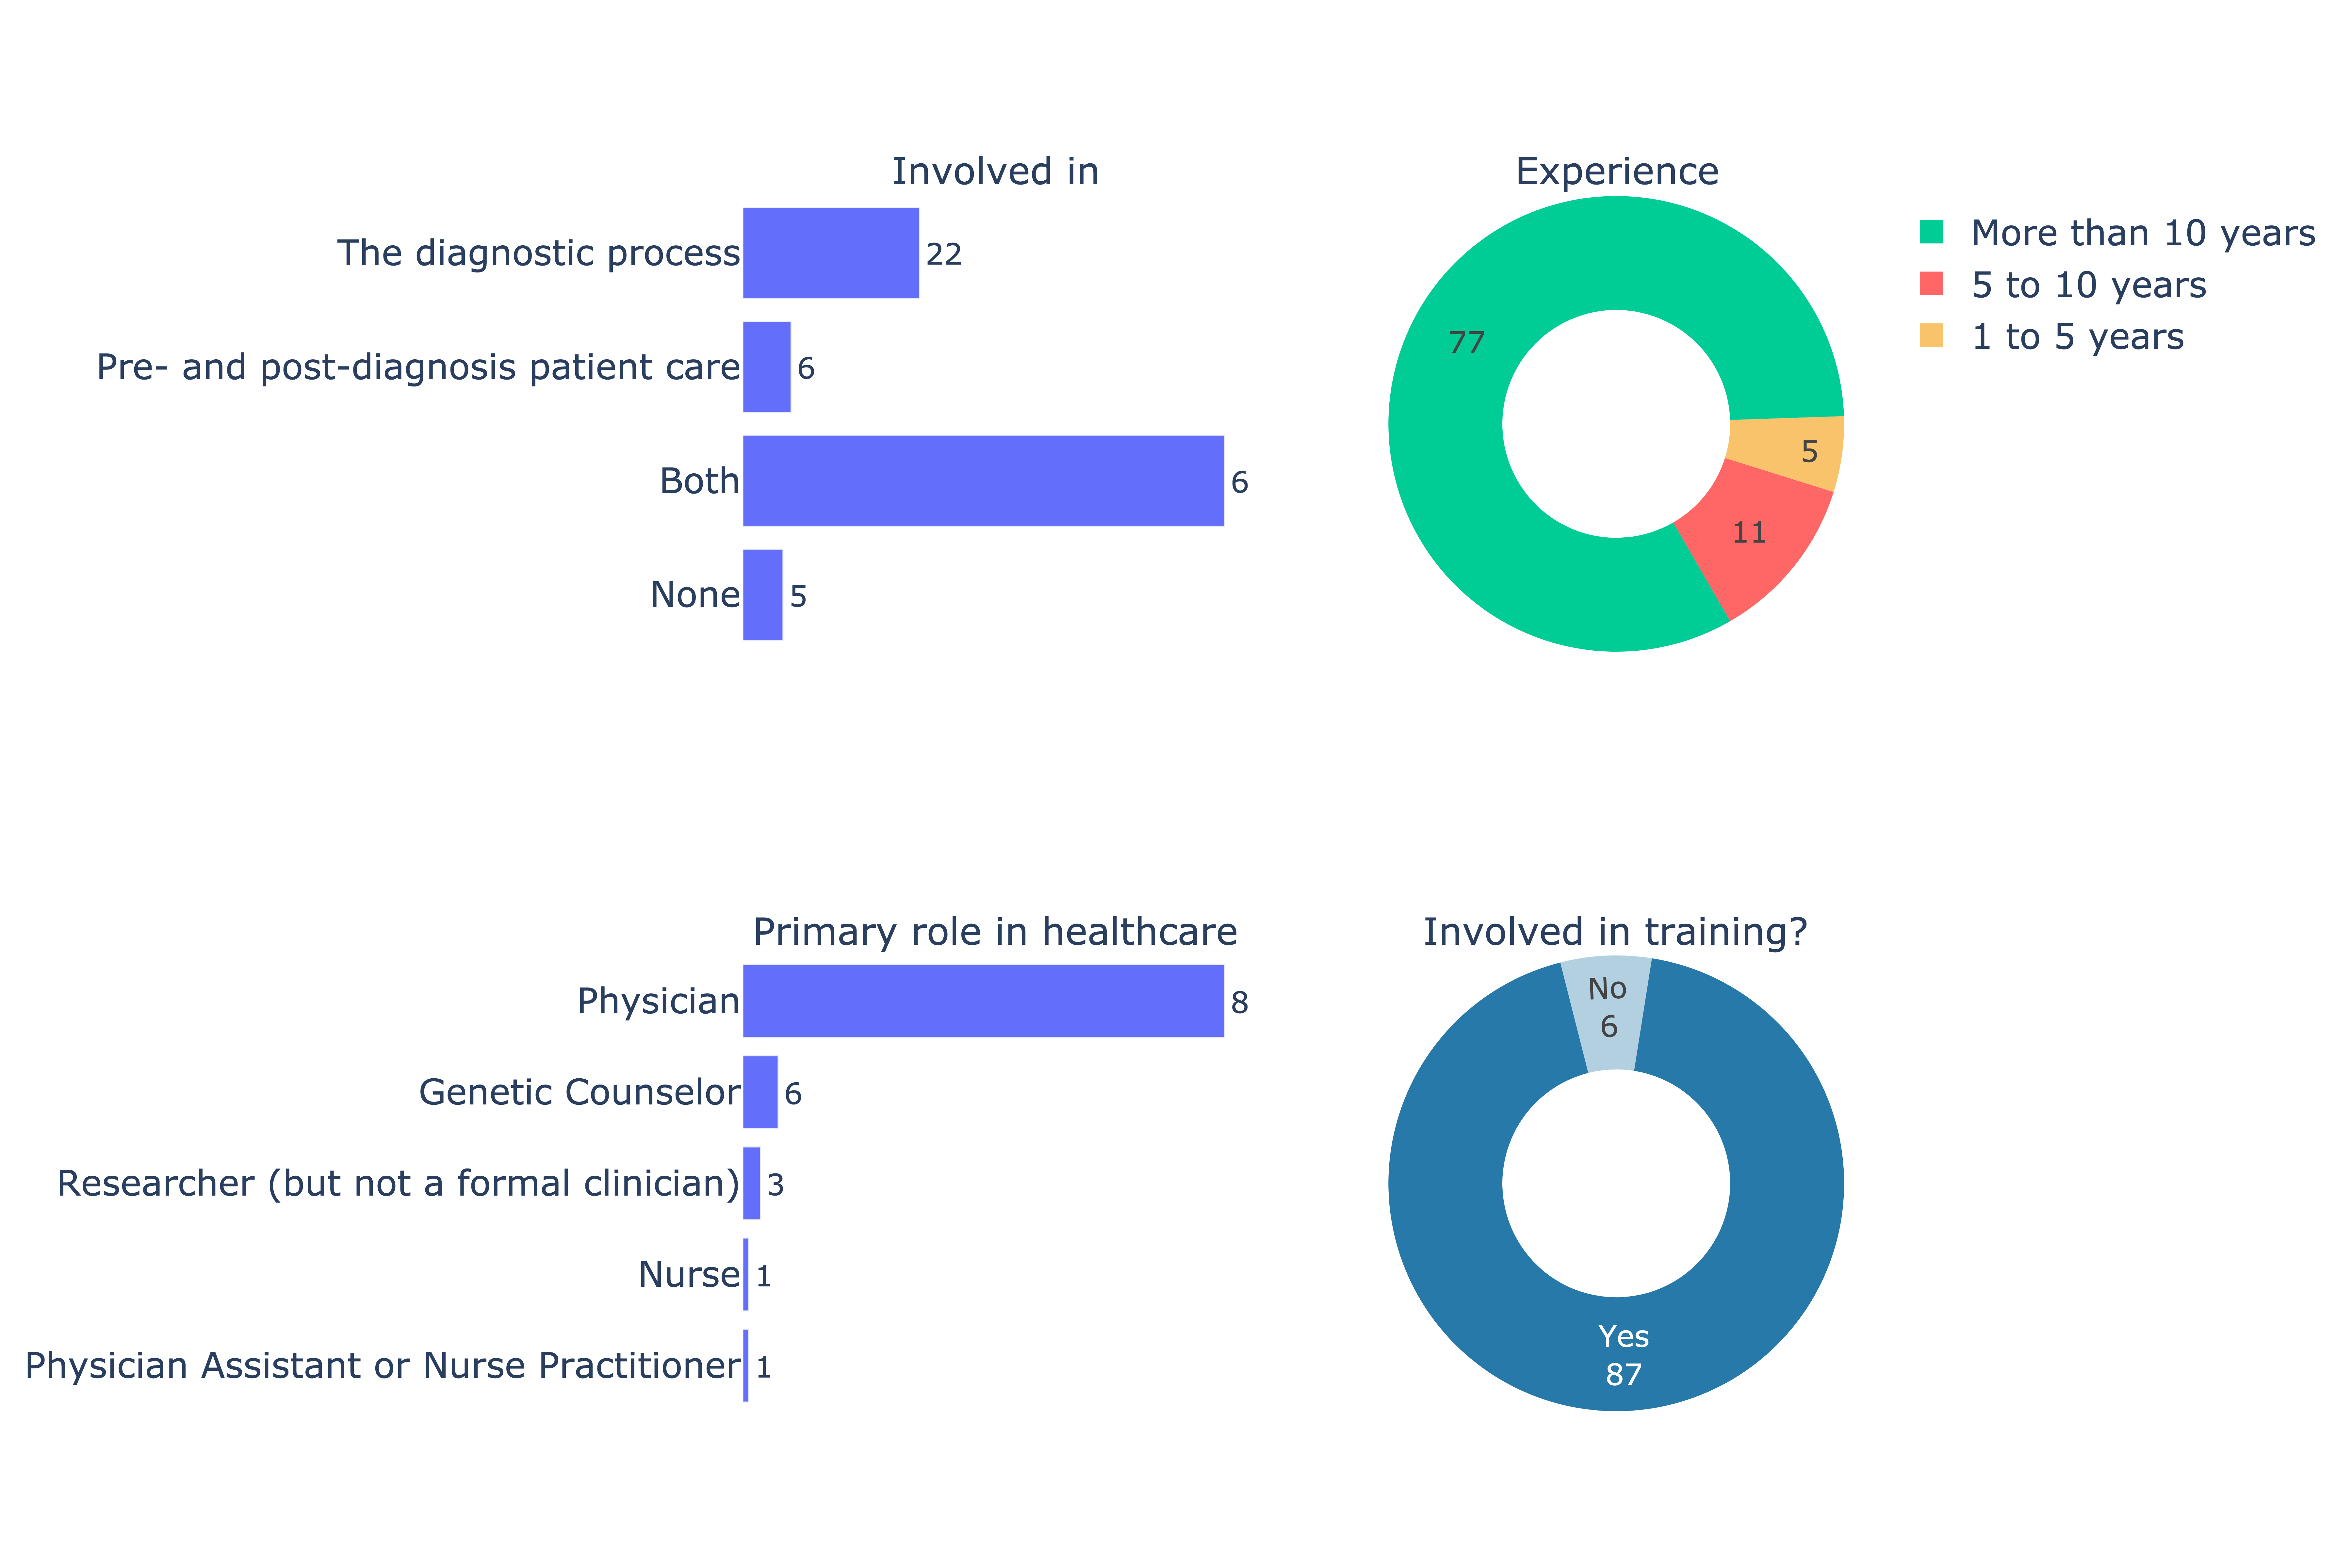 Involved in
The diagnostic process
22
Pre- and post-diagnosis patient care
6
Both
6
None
5
Experience
77
5
11
More than 10 years
5 to 10 years
1 to 5 years
Primary role in healthcare
Physician
8
Genetic Counselor
6
Researcher (but not a formal clinician)
3
Nurse
1
Physician Assistant or Nurse Practitioner
1
Involved in training?
No
6
Yes
87